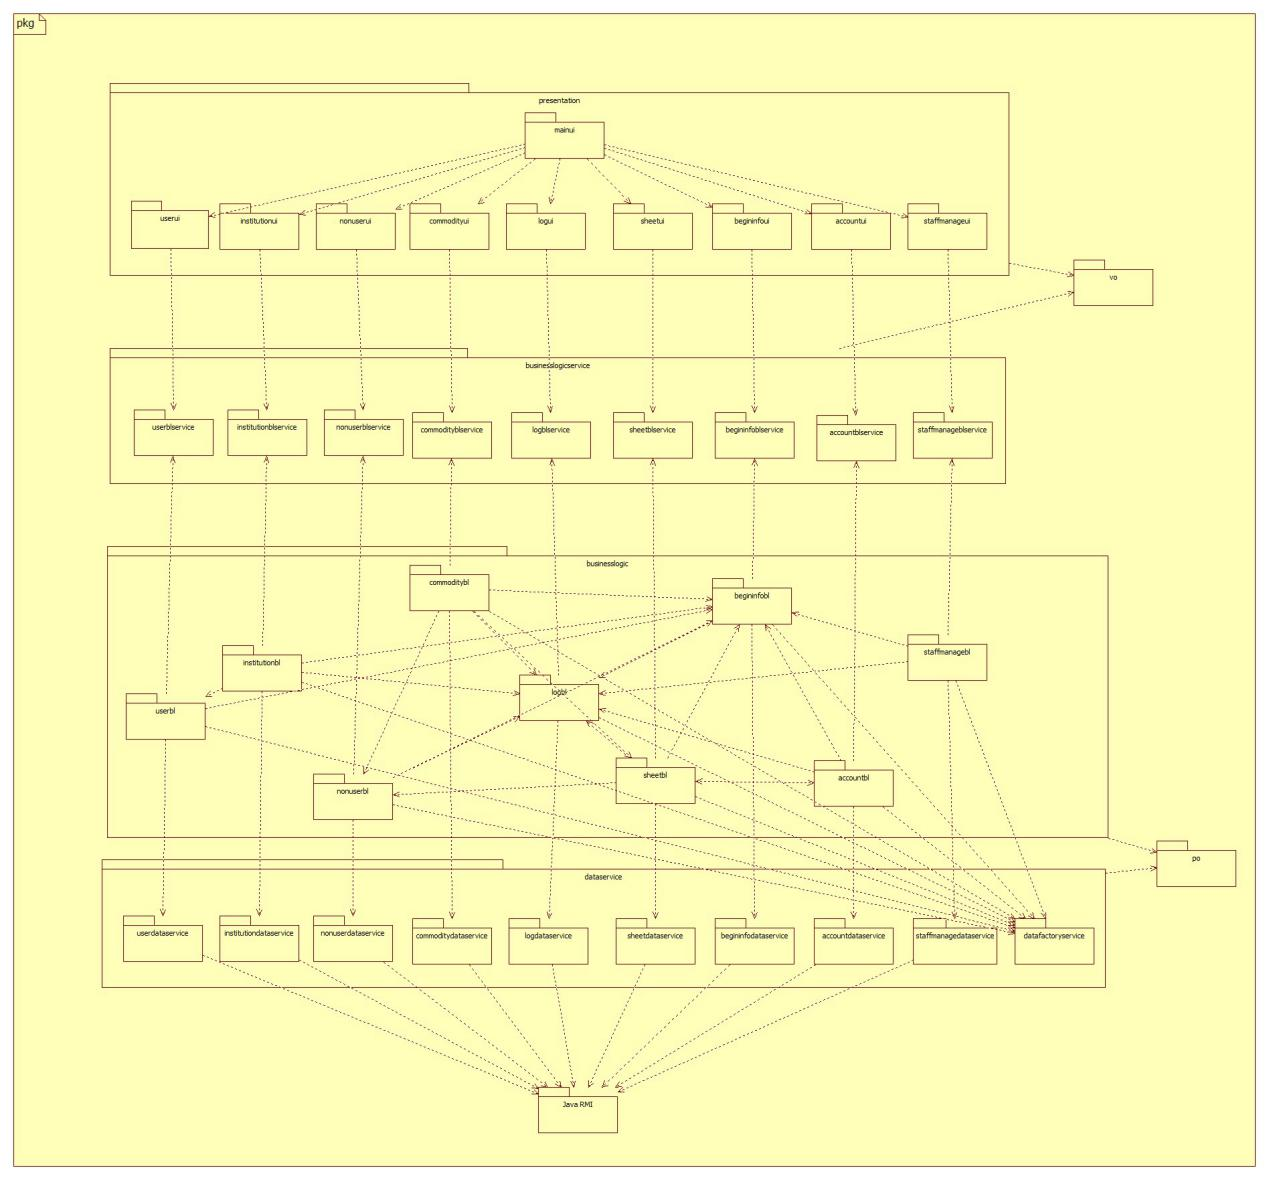 pkg
presentation
mainui
userui
institutionui
nonuserui
commodityui
logui
sheetui
begininfoui
accountui
staffmanageui
vo
businesslogicservice
userblservice
institutionblservice
nonuserblservice
commodityblservice
logblservice
sheetblservice
begininfoblservice
accountblservice
staffmanageblservice
businesslogic
commoditybl
begininfobl
institutionbl
staffmanagebl
logbl
userbl
sheetbl
accountbl
nonuserbl
po
dataservice
userdataservice
institutiondataservice
nonuserdataservice
commoditydataservice
logdataservice
sheetdataservice
begininfodataservice
accountdataservice
staffmanagedataservice
datafactoryservice
Java RMI